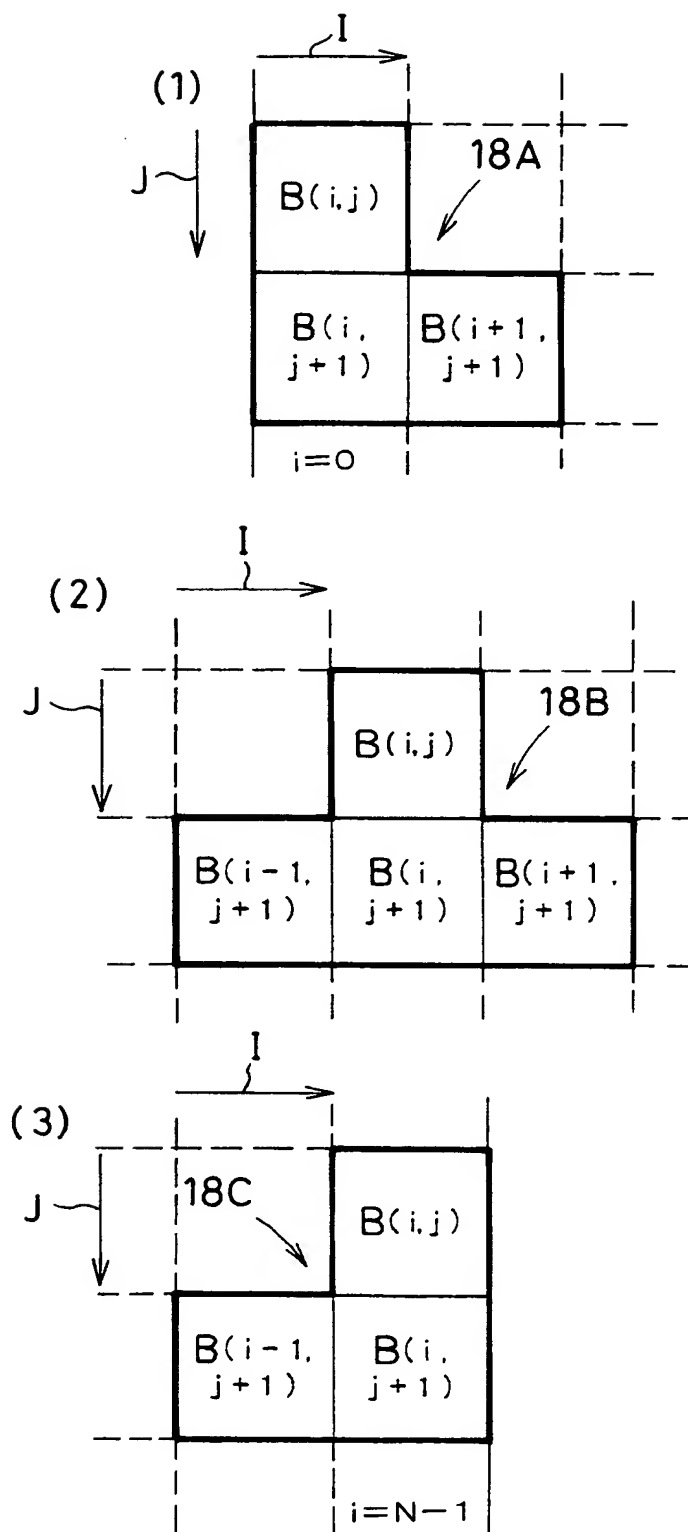 I
(1)
J
18A
B(i,j)
B(i, B(i+1,
j+1) j+1)
i=0
I
(2)
J
18B
B(i,j)
B(i-1, B(i, B(i+1,
j+1) j+1) j+1)
I
(3)
J
18C
B(i,j)
B(i-1, B(i,
j+1) j+1)
i=N-1